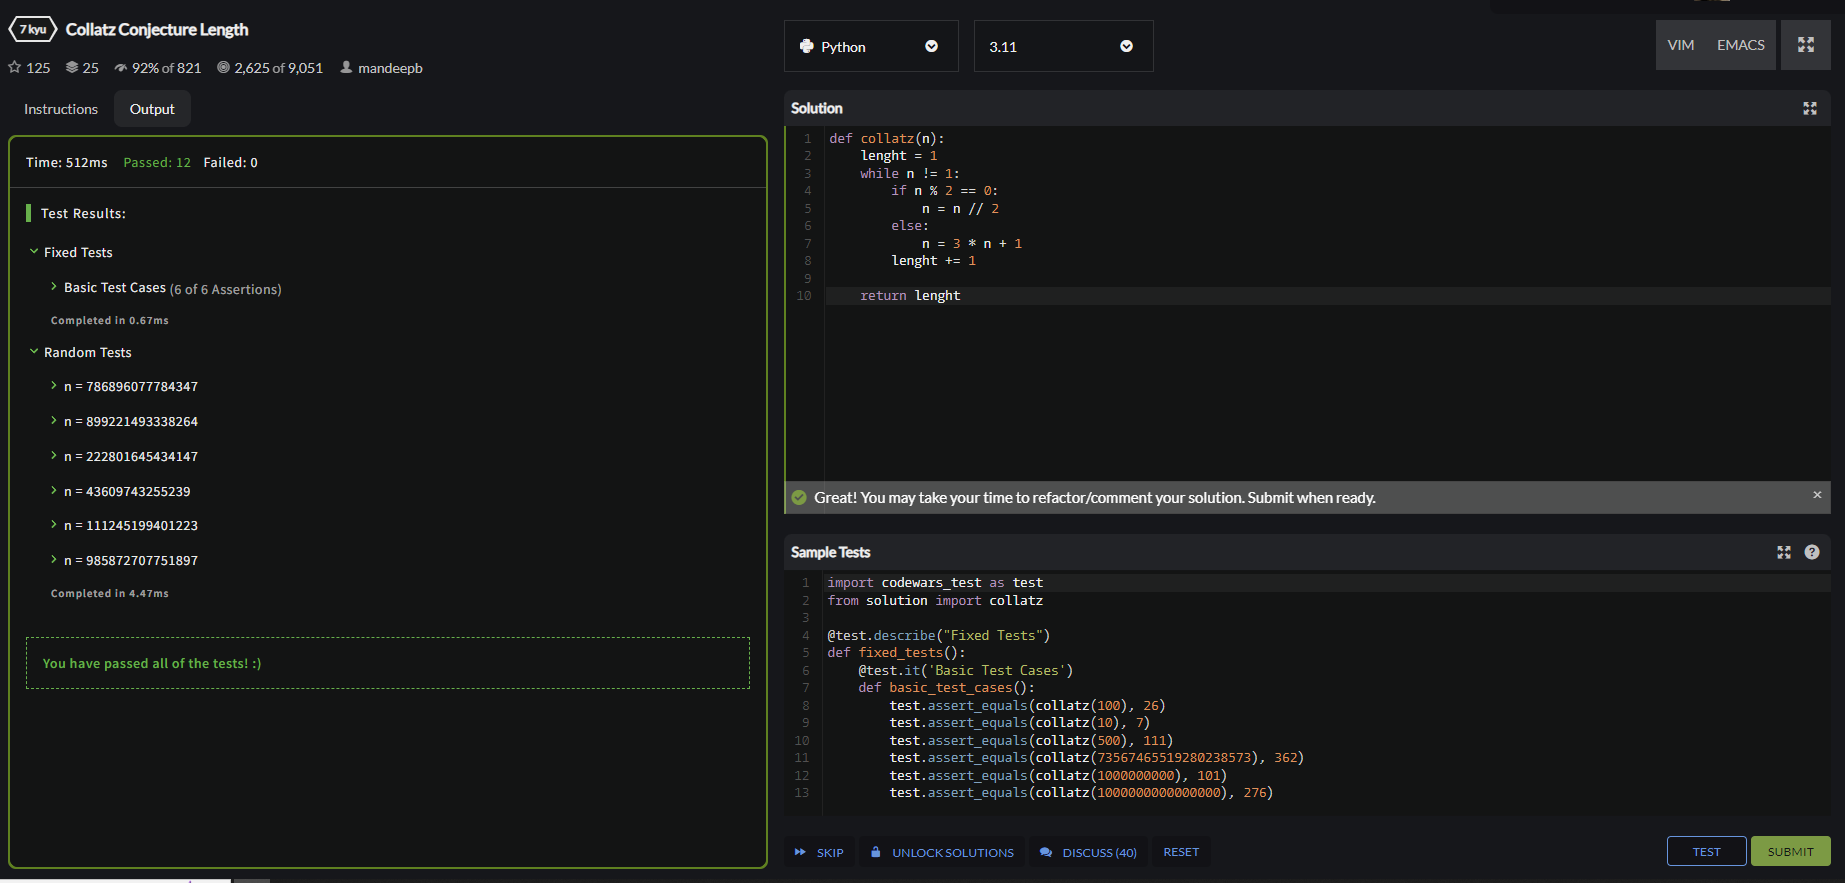 7 kyu Collatz Conjecture Length
125 25 92% of 821 2,625 of 9,051 mandeepb
Instructions Output
Time: 512ms Passed: 12 Failed: 0
Test Results:
Fixed Tests
Basic Test Cases (6 of 6 Assertions)
Completed in 0.67ms
Random Tests
n = 786896077784347
n = 899221493338264
n = 222801645434147
n = 43609743255239
n = 111245199401223
n = 985872707751897
Completed in 4.47ms
You have passed all of the tests! :)
Python 3.11 VIM EMACS
Solution
1 def collatz(n):
2     lenght = 1
3     while n != 1:
4         if n % 2 == 0:
5             n = n // 2
6         else:
7             n = 3 * n + 1
8         lenght += 1
9
10     return lenght
Great! You may take your time to refactor/comment your solution. Submit when ready. ×
Sample Tests ?
1 import codewars_test as test
2 from solution import collatz
3
4 @test.describe("Fixed Tests")
5 def fixed_tests():
6     @test.it('Basic Test Cases')
7     def basic_test_cases():
8         test.assert_equals(collatz(100), 26)
9         test.assert_equals(collatz(10), 7)
10         test.assert_equals(collatz(500), 111)
11         test.assert_equals(collatz(73567465519280238573), 362)
12         test.assert_equals(collatz(1000000000), 101)
13         test.assert_equals(collatz(1000000000000000), 276)
SKIP UNLOCK SOLUTIONS DISCUSS (40) RESET TEST SUBMIT